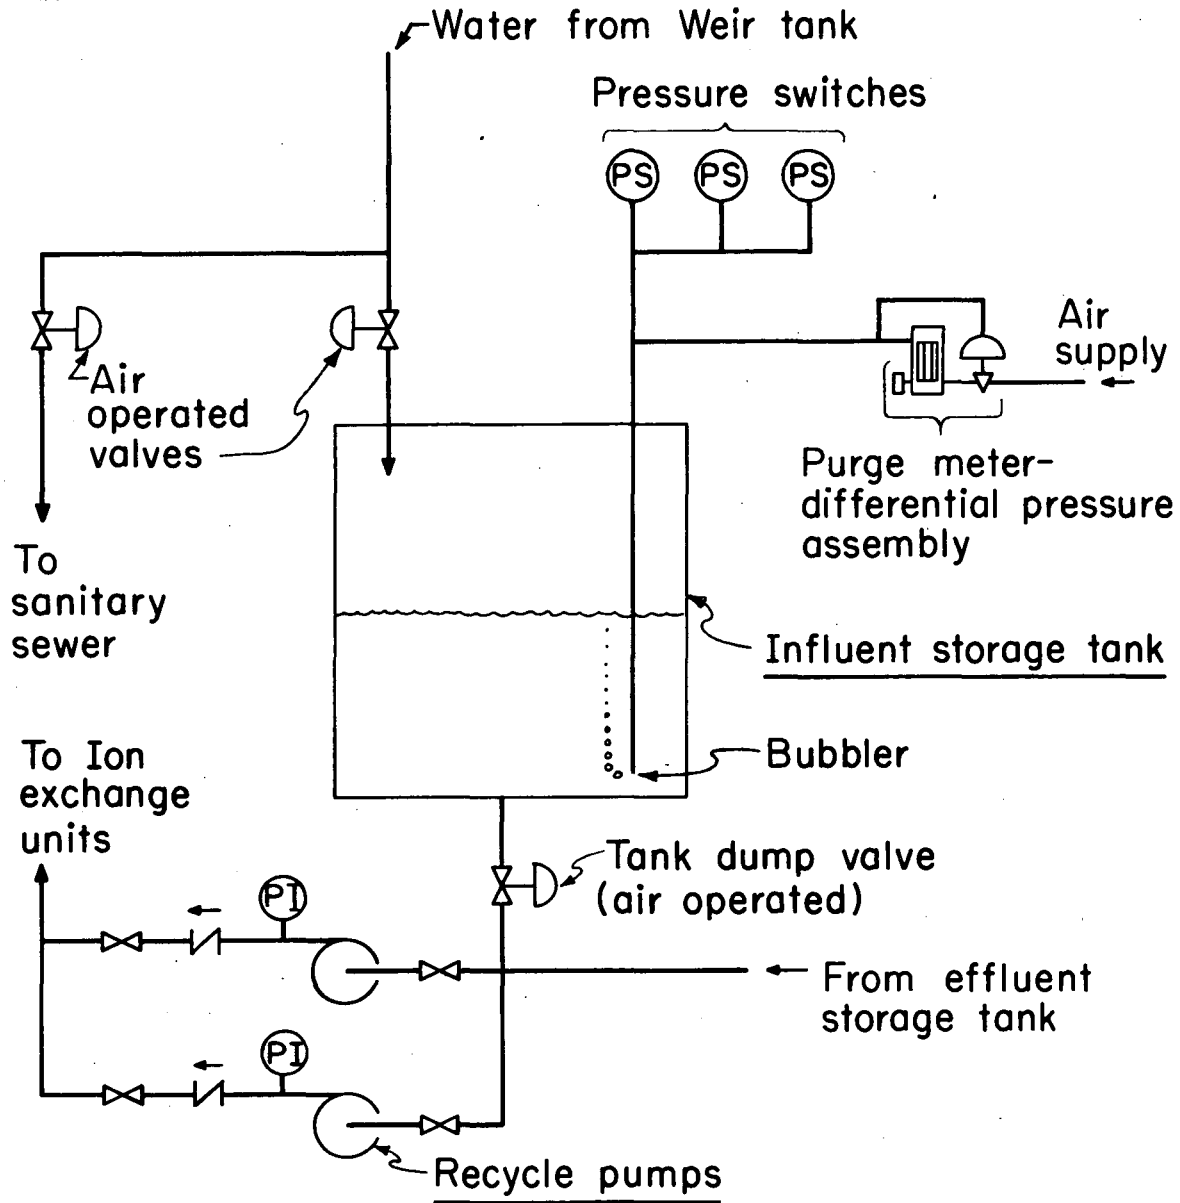 Water from Weir tank
Pressure switches
PS PS PS
Air
supply
Air
operated
valves
Purge meter-
differential pressure
assembly
To
sanitary
sewer
Influent storage tank
To Ion
exchange
units
Bubbler
Tank dump valve
(air operated)
PI
From effluent
storage tank
PI
Recycle pumps